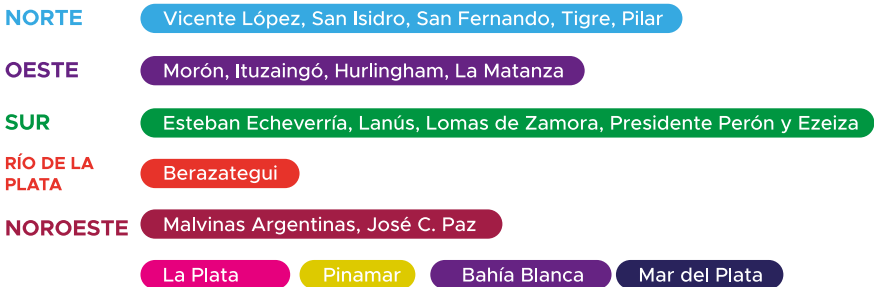 NORTE Vicente López, San Isidro, San Fernando, Tigre, Pilar
OESTE Morón, Ituzaingó, Hurlingham, La Matanza
SUR Esteban Echeverría, Lanús, Lomas de Zamora, Presidente Perón y Ezeiza
RÍO DE LA
PLATA
Berazategui
NOROESTE Malvinas Argentinas, José C. Paz
La Plata Pinamar Bahía Blanca Mar del Plata